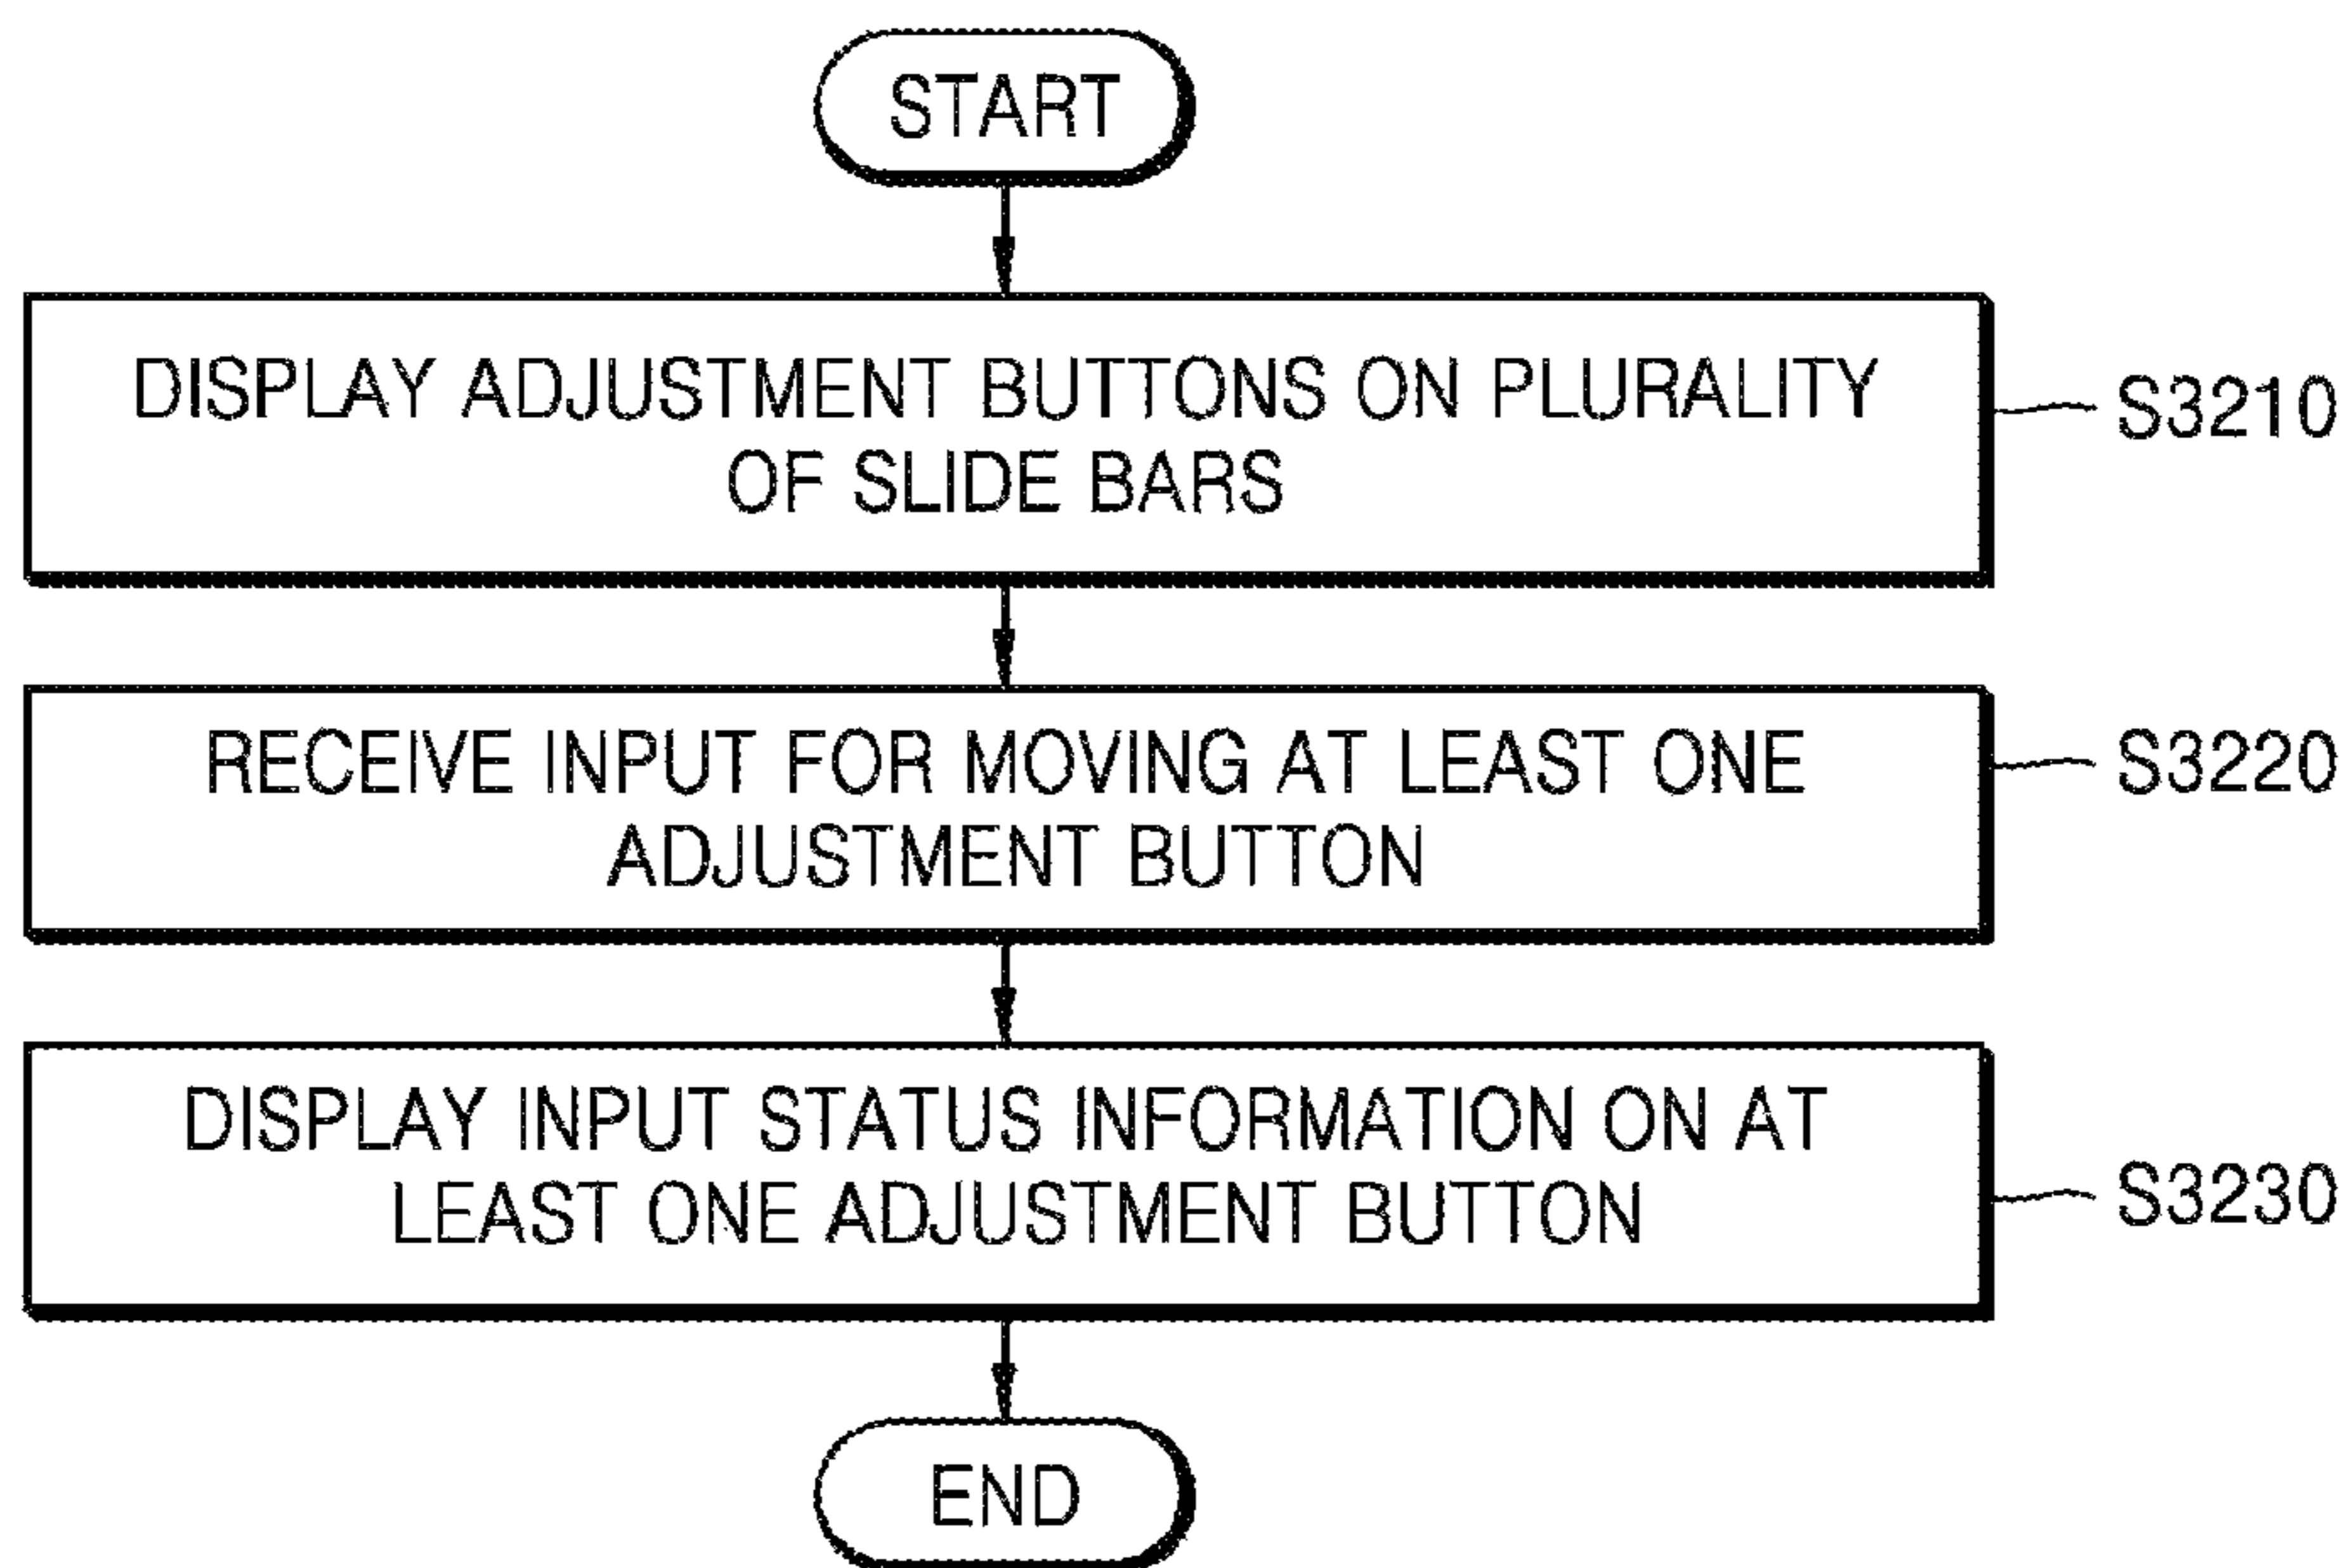 START
DISPLAY ADJUSTMENT BUTTONS ON PLURALITY
OF SLIDE BARS
S3210
RECEIVE INPUT FOR MOVING AT LEAST ONE
ADJUSTMENT BUTTON
S3220
DISPLAY INPUT STATUS INFORMATION ON AT
LEAST ONE ADJUSTMENT BUTTON
S3230
END